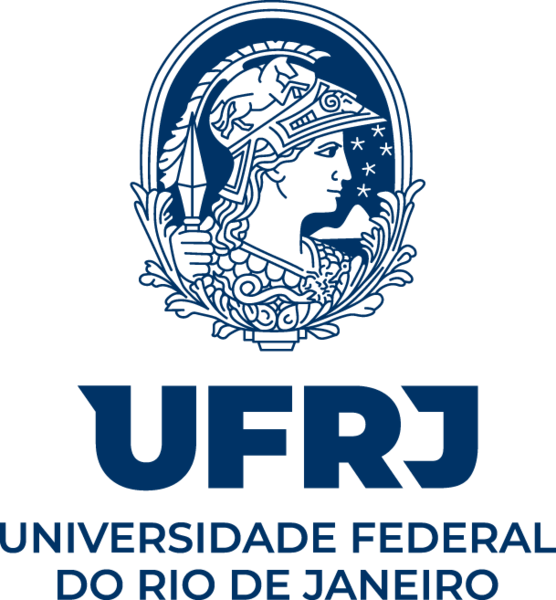 UFRJ
UNIVERSIDADE FEDERAL
DO RIO DE JANEIRO